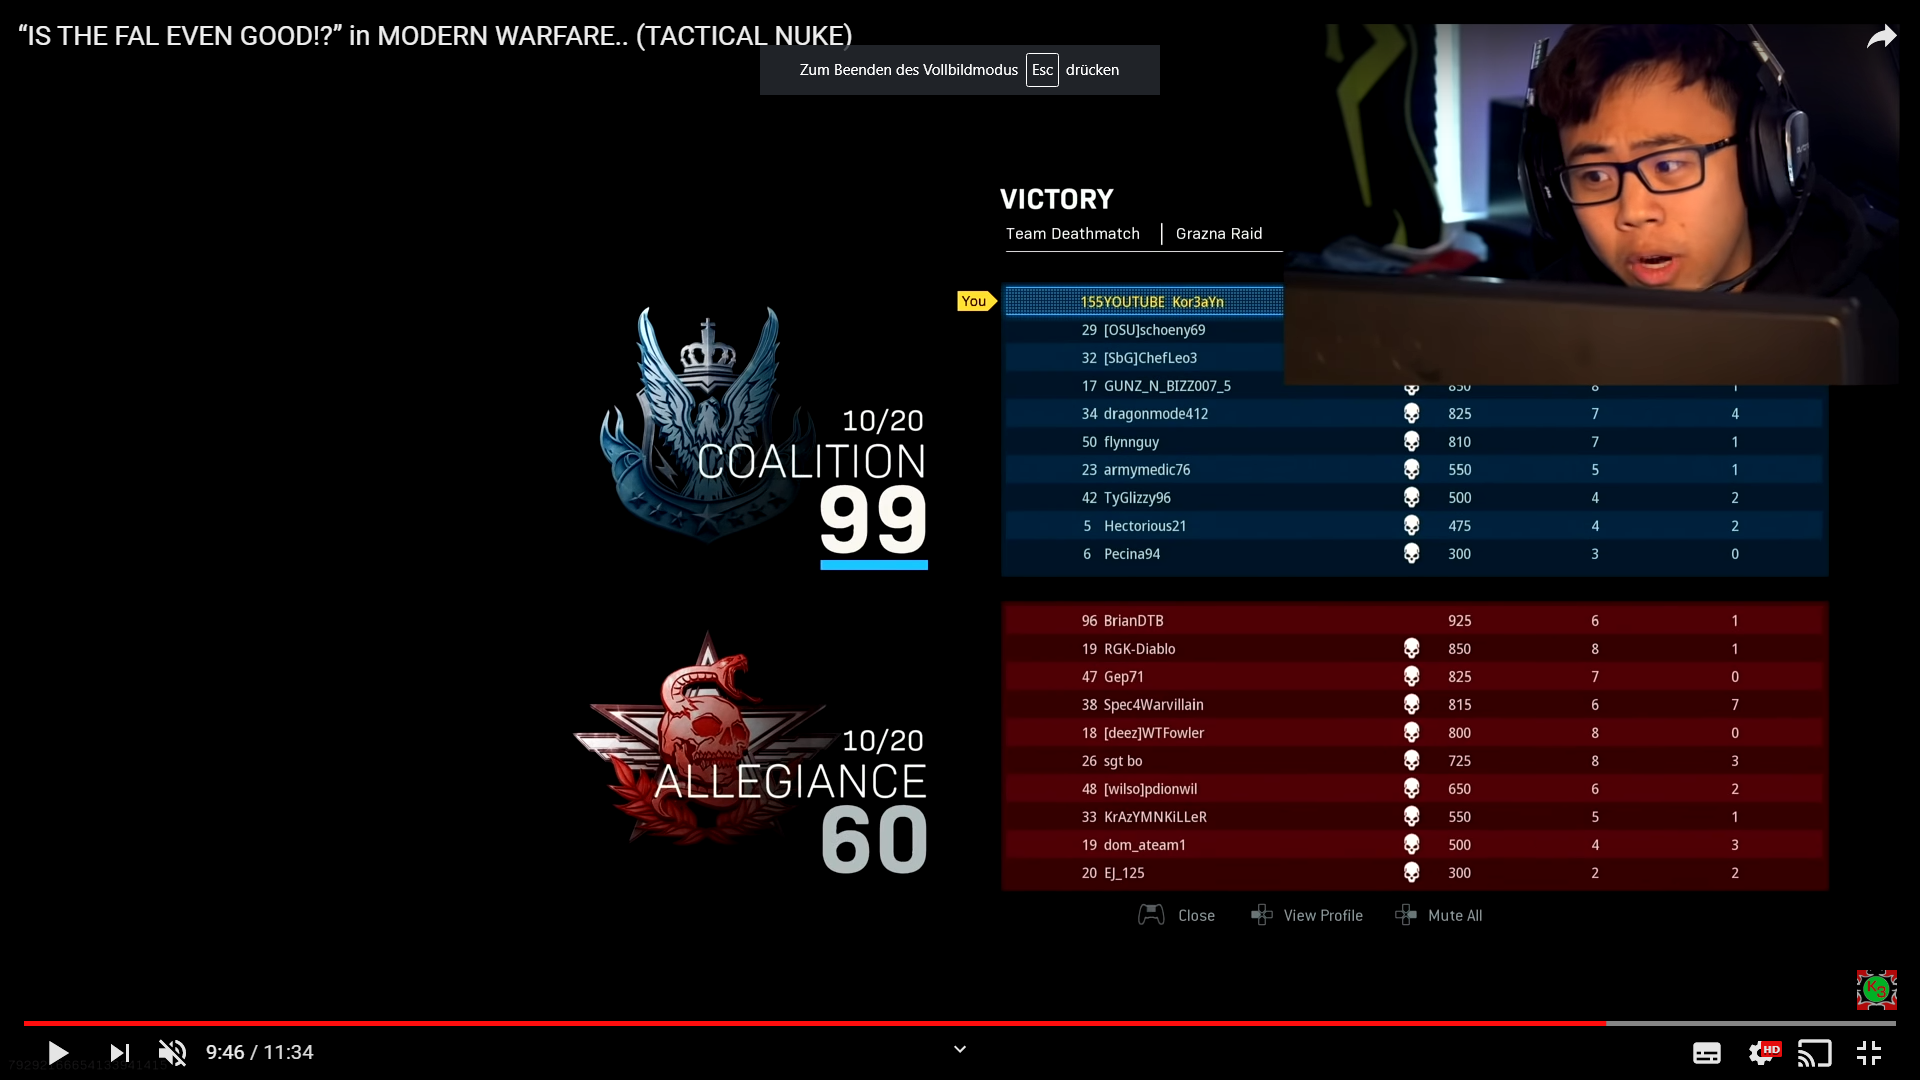 “IS THE FAL EVEN GOOD!?” in MODERN WARFARE.. (TACTICAL NUKE)
Zum Beenden des Vollbildmodus Esc drücken
VICTORY
Team Deathmatch | Grazna Raid
You 155YOUTUBE Kor3aYn
29 [OSU]schoeny69
32 [SbG]ChefLeo3
17 GUNZ_N_BIZZ007_5 850 8 1
34 dragonmode412 825 7 4
50 flynnguy 810 7 1
23 armymedic76 550 5 1
42 TyGlizzy96 500 4 2
5 Hectorious21 475 4 2
6 Pecina94 300 3 0
10/20
COALITION
99
96 BrianDTB 925 6 1
19 RGK-Diablo 850 8 1
47 Gep71 825 7 0
38 Spec4Warvillain 815 6 7
18 [deez]WTFowler 800 8 0
26 sgt bo 725 8 3
48 [wilso]pdionwil 650 6 2
33 KrAzYMNKiLLeR 550 5 1
19 dom_ateam1 500 4 3
20 EJ_125 300 2 2
10/20
ALLEGIANCE
60
Close View Profile Mute All
K3
9:46 / 11:34
HD